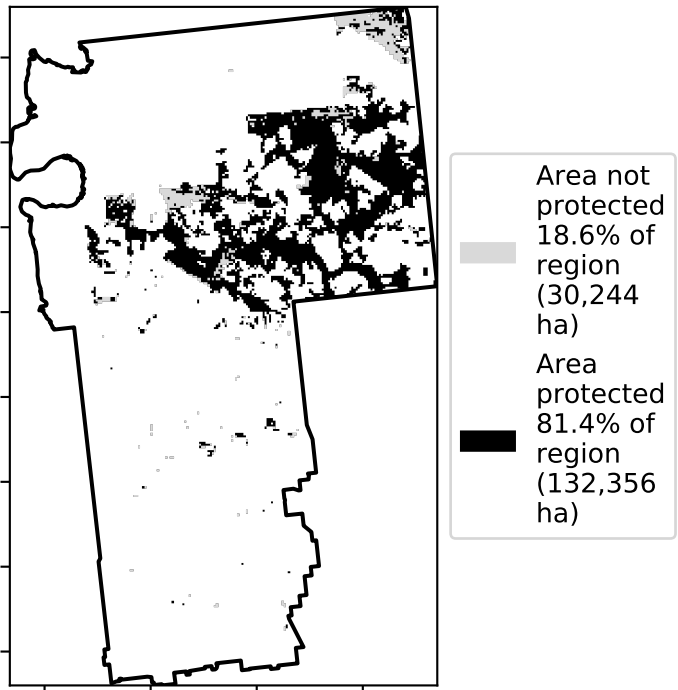 Area not
protected
18.6% of
region
(30,244
ha)
Area
protected
81.4% of
region
(132,356
ha)